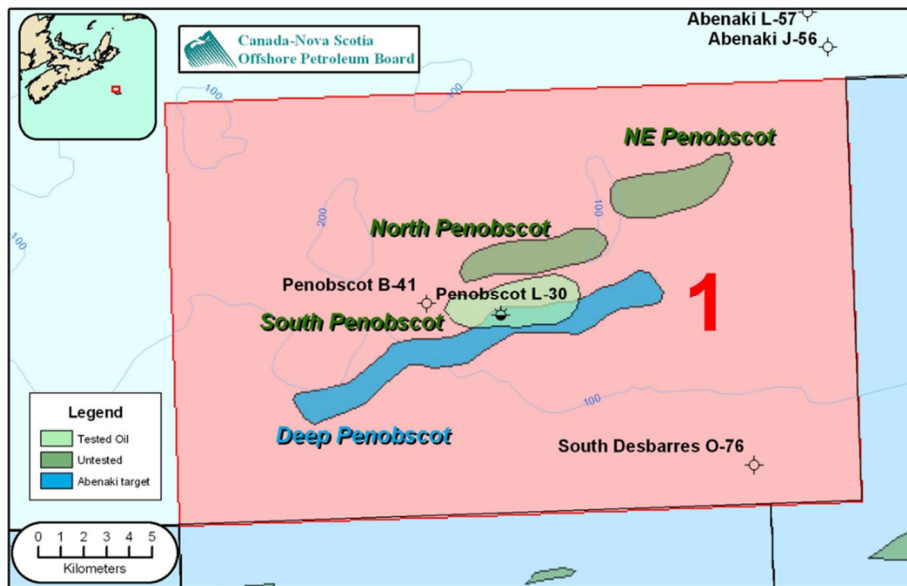 Abenaki L-57
Abenaki J-56
Canada-Nova Scotia
Offshore Petroleum Board
100
100
NE Penobscot
200
100
North Penobscot
100
Penobscot B-41
Penobscot L-30
1
South Penobscot
100
Deep Penobscot
South Desbarres O-76
Legend
Tested Oil
Untested
Abenaki target
0 1 2 3 4 5
Kilometers